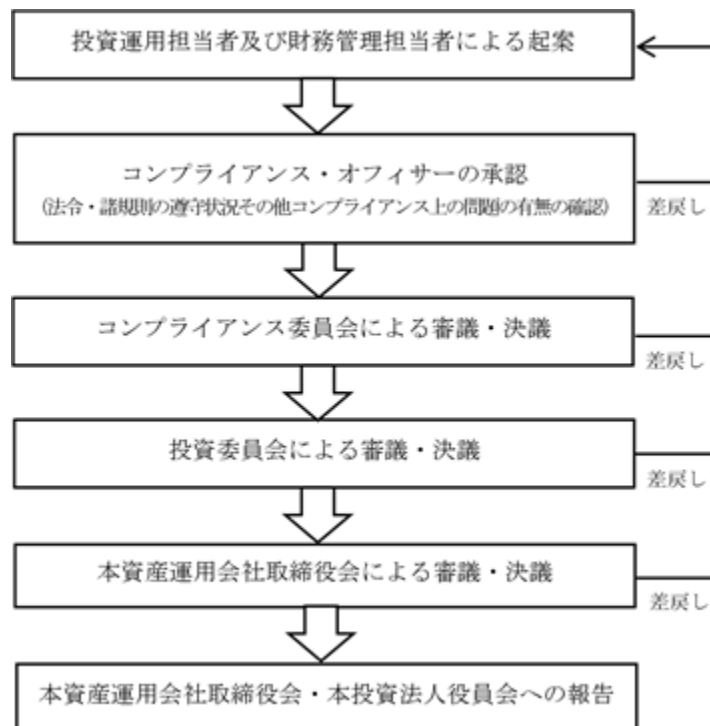 投資運用担当者及び財務管理担当者による起案
コンプライアンス・オフィサーの承認
(法令・諸規則の遵守状況その他コンプライアンス上の問題の有無の確認)
差戻し
コンプライアンス委員会による審議・決議
差戻し
投資委員会による審議・決議
差戻し
本資産運用会社取締役会による審議・決議
差戻し
本資産運用会社取締役会・本投資法人役員会への報告